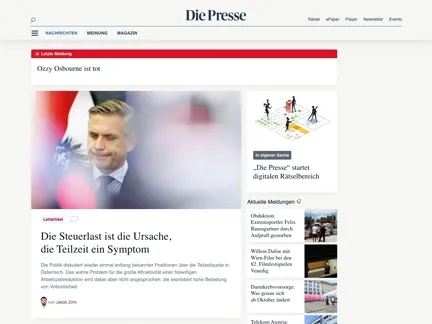 Die Presse
Rätsel ePaper Player Newsletter Events
NACHRICHTEN MEINUNG MAGAZIN
Letzte Meldung
Ozzy Osbourne ist tot
Leitartikel
Die Steuerlast ist die Ursache,
die Teilzeit ein Symptom
Die Politik diskutiert wieder einmal entlang bekannter Positionen über die Teilzeitquote in
Österreich. Das wahre Problem für die große Attraktivität einer freiwilligen
Arbeitszeitreduktion wird dabei aber nicht angesprochen: die exorbitant hohe Belastung
von Vollzeitarbeit.
von Jakob Zirm
In eigener Sache
„Die Presse“ startet
digitalen Rätselbereich
Aktuelle Meldungen
Obduktion:
Extremsportler Felix
Baumgartner durch
Aufprall gestorben
Willem Dafoe mit
Wien-Film bei den
82. Filmfestspielen
Venedig
Darmkrebsvorsorge:
Was genau sich
ab Oktober ändert
Telekom Austria: